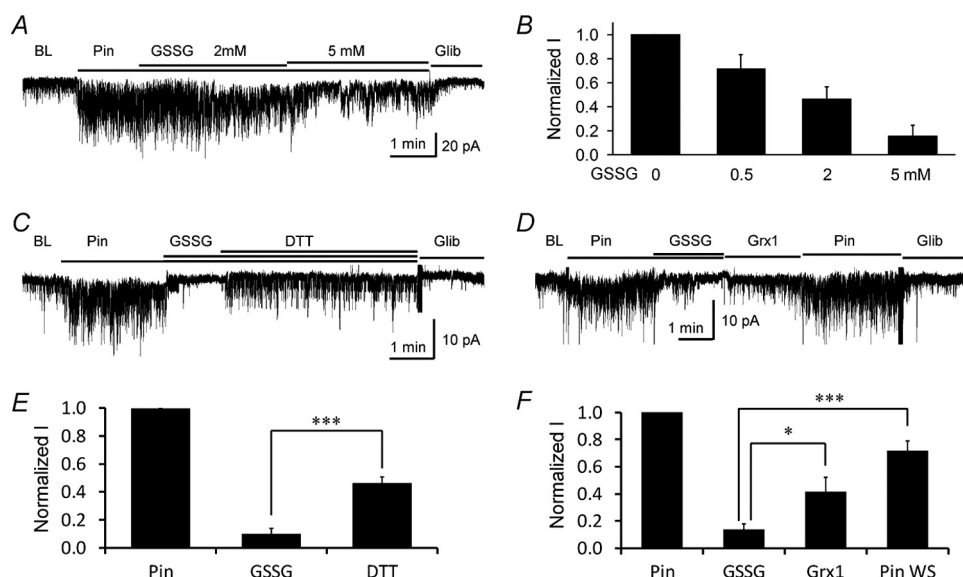 A
BL Pin GSSG 2mM 5 mM Glib
1 min
20 pA
B
Normalized I
1.0
0.8
0.6
0.4
0.2
0.0
GSSG 0 0.5 2 5 mM
C
BL Pin GSSG DTT Glib
1 min
10 pA
D
BL Pin GSSG Grx1 Pin Glib
1 min
10 pA
E
Normalized I
1.0
0.8
0.6
0.4
0.2
0.0
***
Pin GSSG DTT
F
Normalized I
1.0
0.8
0.6
0.4
0.2
0.0
***
*
Pin GSSG Grx1 Pin WS